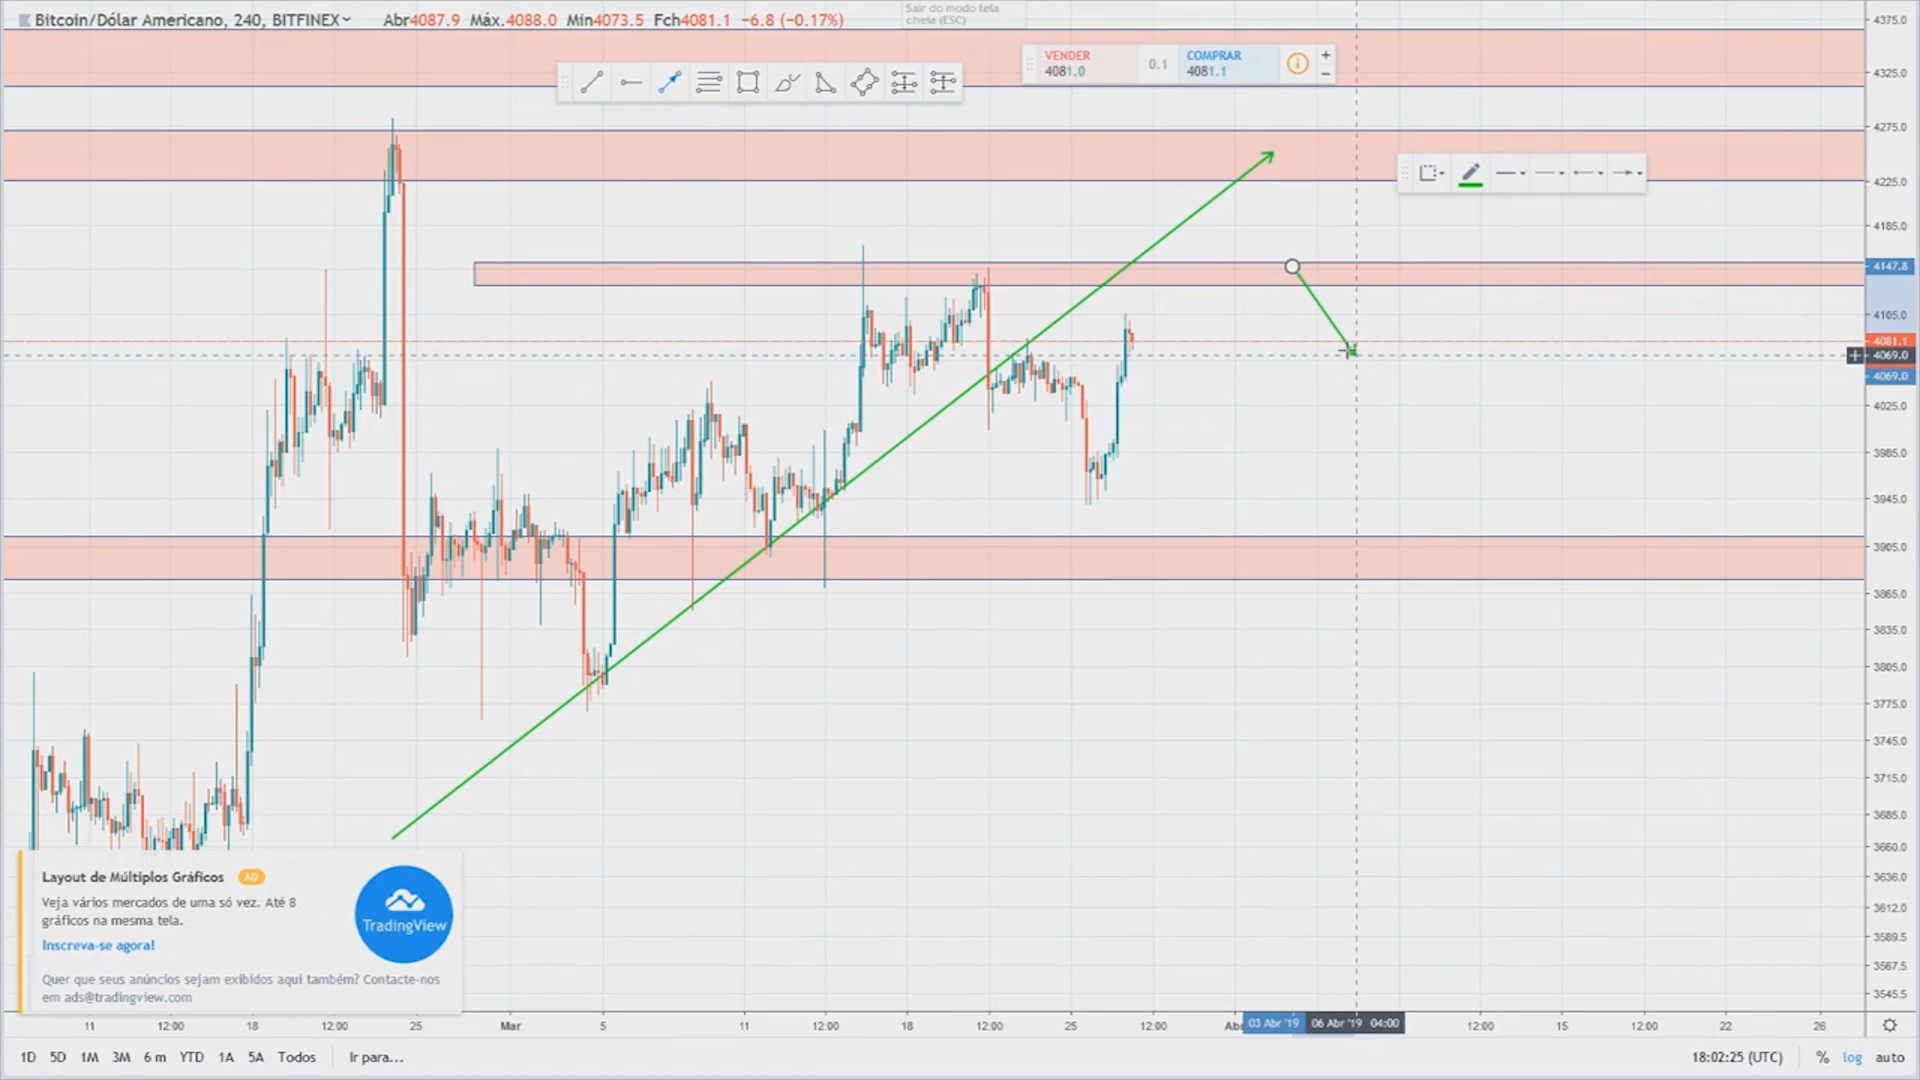 Bitcoin/Dólar Americano, 240, BITFINEX
Abr4087.9 Máx.4088.0 Mín4073.5 Fch4081.1 −6.8 (−0.17%)
Sair do modo tela
cheia (ESC)
VENDER
4081.0
0.1
COMPRAR
4081.1
4375.0
4325.0
4275.0
4225.0
4185.0
4147.8
4105.0
4081.1
4069.0
4069.0
4025.0
3985.0
3945.0
3905.0
3865.0
3835.0
3805.0
3775.0
3745.0
3715.0
3685.0
3660.0
3636.0
3612.0
3589.5
3567.5
3545.5
Layout de Múltiplos Gráficos AD
Veja vários mercados de uma só vez. Até 8
gráficos na mesma tela.
Inscreva-se agora!
TradingView
Quer que seus anúncios sejam exibidos aqui também? Contacte-nos
em ads@tradingview.com
11 12:00 18 12:00 25 Mar 5 11 12:00 18 12:00 25 12:00 03 Abr '19 06 Abr '19 04:00 12:00 15 12:00 22 26
1D 5D 1M 3M 6 m YTD 1A 5A Todos Ir para... 18:02:25 (UTC) % log auto